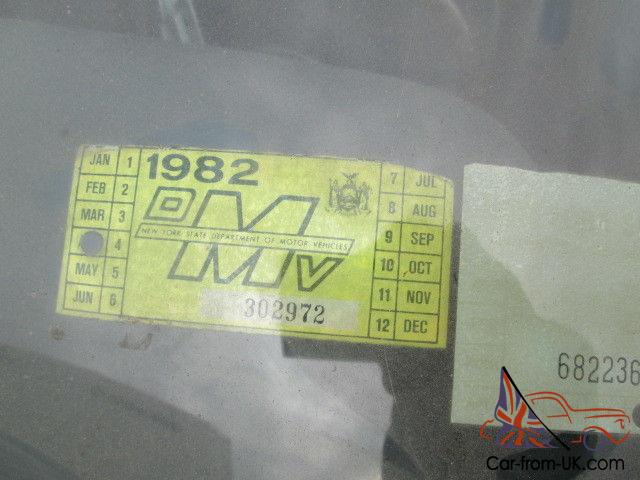 JAN 1
FEB 2
MAR 3
4
MAY 5
JUN 6
1982
DMV
NEW YORK STATE DEPARTMENT OF MOTOR VEHICLES
302972
7 JUL
8 AUG
9 SEP
10 OCT
11 NOV
12 DEC
682236
Car-from-UK.com